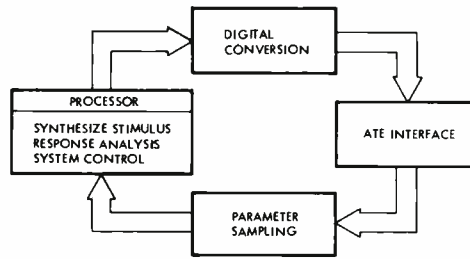 DIGITAL
CONVERSION
PROCESSOR
SYNTHESIZE STIMULUS
RESPONSE ANALYSIS
SYSTEM CONTROL
ATE INTERFACE
PARAMETER
SAMPLING